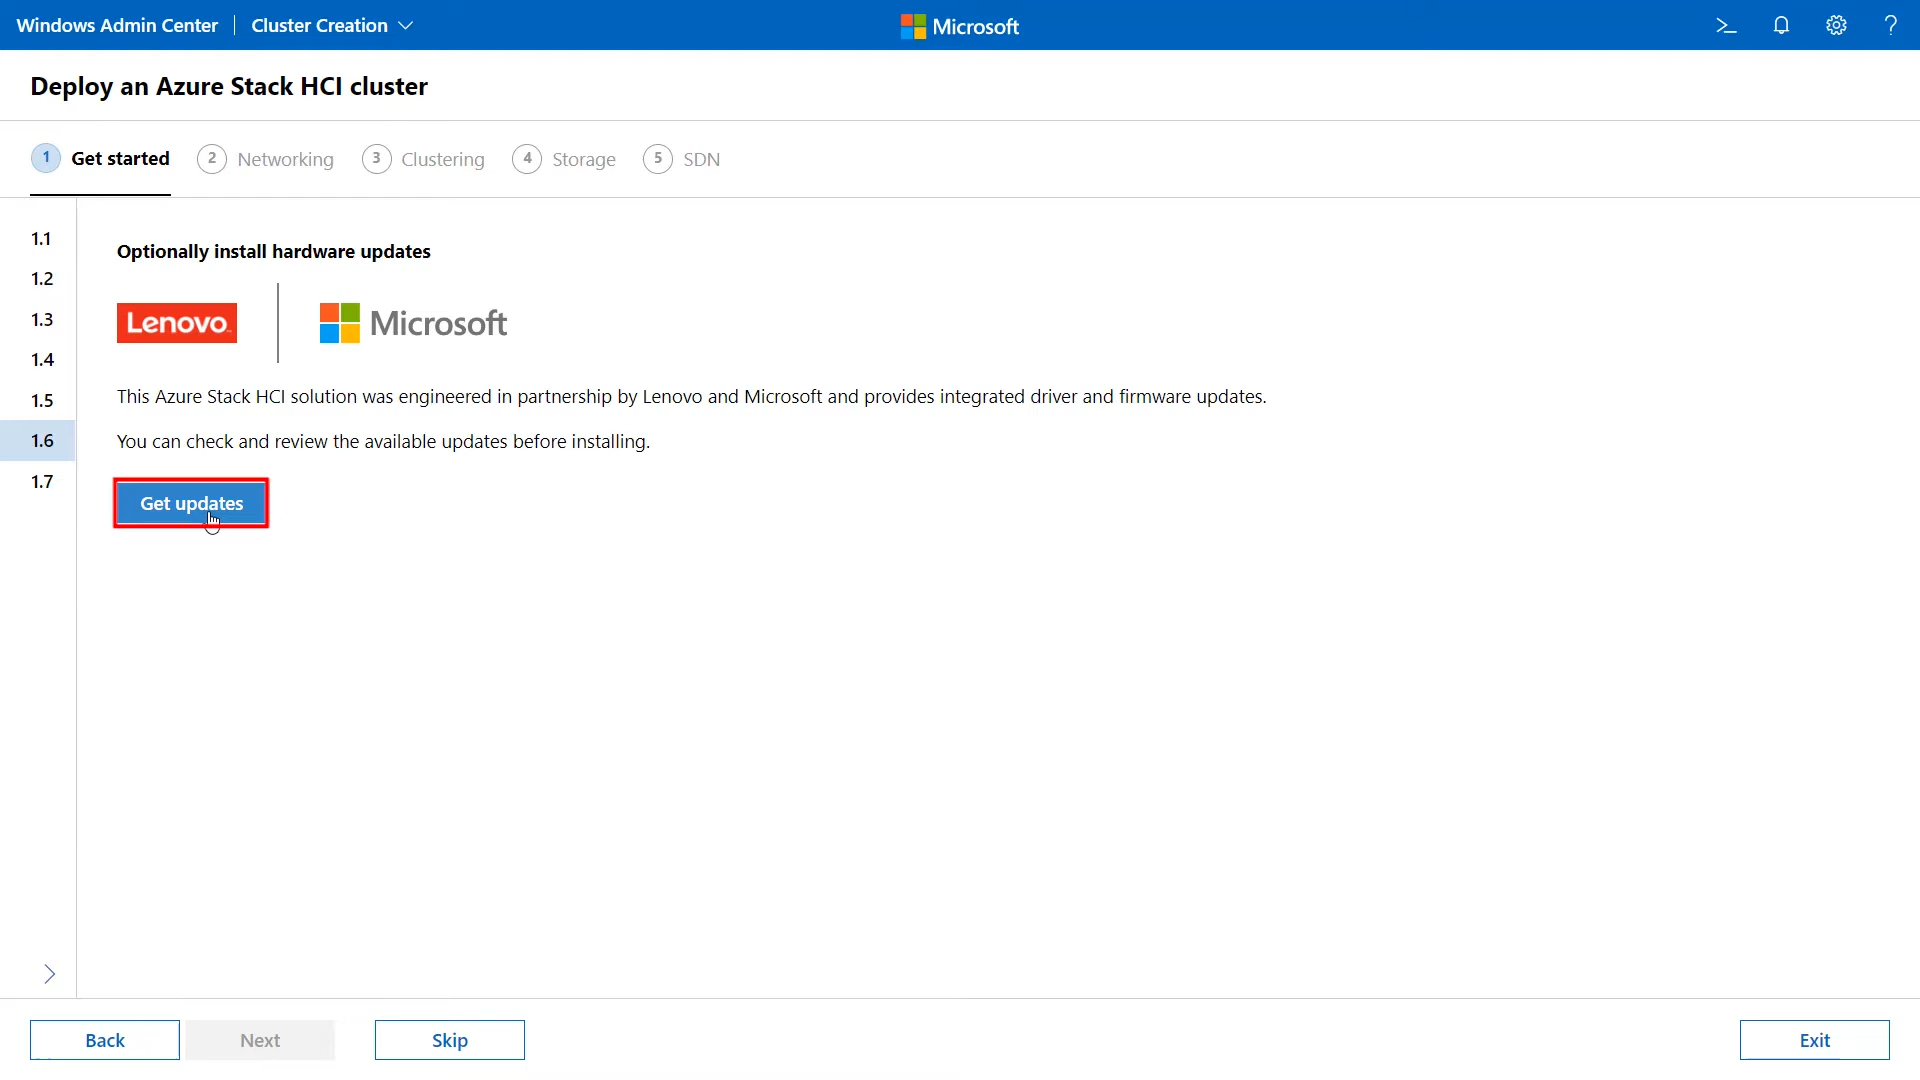 Windows Admin Center
Cluster Creation
Microsoft
Deploy an Azure Stack HCI cluster
1 Get started
2 Networking
3 Clustering
4 Storage
5 SDN
1.1
1.2
1.3
1.4
1.5
1.6
1.7
Optionally install hardware updates
Lenovo
Microsoft
This Azure Stack HCI solution was engineered in partnership by Lenovo and Microsoft and provides integrated driver and firmware updates.
You can check and review the available updates before installing.
Get updates
Back
Next
Skip
Exit